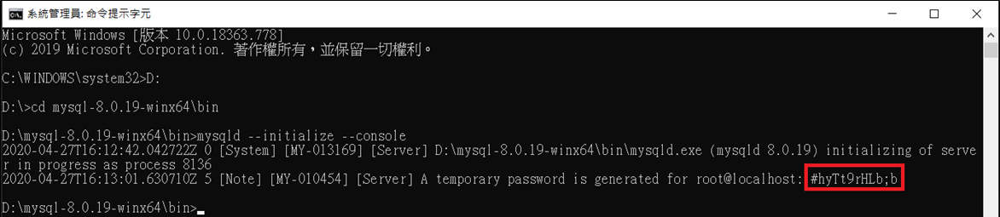 系統管理員: 命令提示字元
Microsoft Windows [版本 10.0.18363.778]
(c) 2019 Microsoft Corporation. 著作權所有，並保留一切權利。
C:\WINDOWS\system32>D:
D:\>cd mysql-8.0.19-winx64\bin
D:\mysql-8.0.19-winx64\bin>mysqld --initialize --console
2020-04-27T16:12:42.042722Z 0 [System] [MY-013169] [Server] D:\mysql-8.0.19-winx64\bin\mysqld.exe (mysqld 8.0.19) initializing of serve
r in progress as process 8136
2020-04-27T16:13:01.630710Z 5 [Note] [MY-010454] [Server] A temporary password is generated for root@localhost: #hyTt9rHLb;b
D:\mysql-8.0.19-winx64\bin>